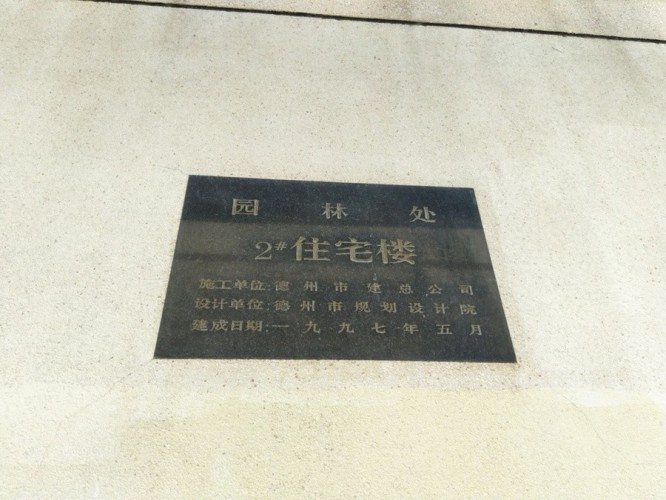 园林处
2#住宅楼
施工单位:德州市建总公司
设计单位:德州市规划设计院
建成日期:一九九七年五月